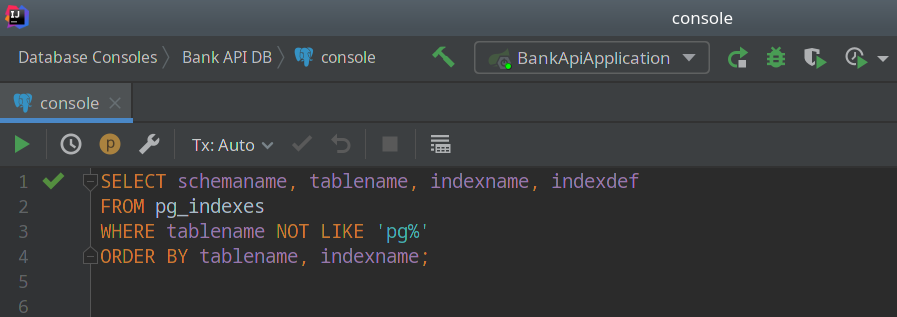 IJ
console
Database Consoles Bank API DB console
BankApiApplication
console
p
Tx: Auto
1 SELECT schemaname, tablename, indexname, indexdef
2 FROM pg_indexes
3 WHERE tablename NOT LIKE 'pg%'
4 ORDER BY tablename, indexname;
5
6